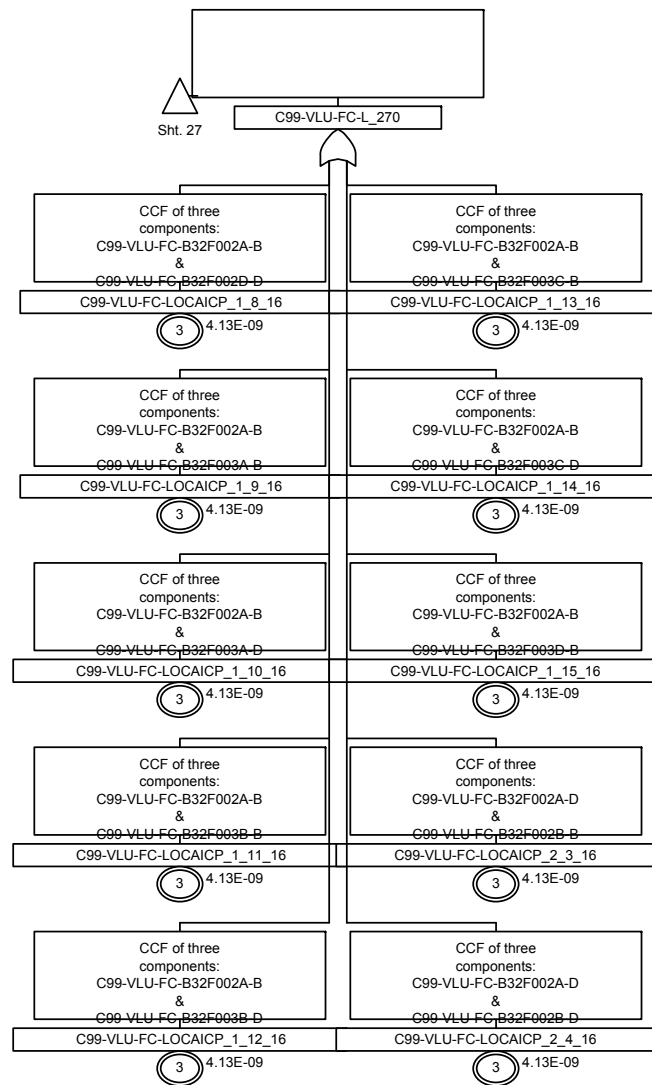 Sht. 27
C99-VLU-FC-L_270
CCF of three
components:
C99-VLU-FC-B32F002A-B
&
C99-VLU-FC-B32F002D-D
C99-VLU-FC-LOCAICP_1_8_16
3
4.13E-09
CCF of three
components:
C99-VLU-FC-B32F002A-B
&
C99-VLU-FC-B32F003C-B
C99-VLU-FC-LOCAICP_1_13_16
3
4.13E-09
CCF of three
components:
C99-VLU-FC-B32F002A-B
&
C99-VLU-FC-B32F003A-B
C99-VLU-FC-LOCAICP_1_9_16
3
4.13E-09
CCF of three
components:
C99-VLU-FC-B32F002A-B
&
C99-VLU-FC-B32F003C-D
C99-VLU-FC-LOCAICP_1_14_16
3
4.13E-09
CCF of three
components:
C99-VLU-FC-B32F002A-B
&
C99-VLU-FC-B32F003A-D
C99-VLU-FC-LOCAICP_1_10_16
3
4.13E-09
CCF of three
components:
C99-VLU-FC-B32F002A-B
&
C99-VLU-FC-B32F003D-B
C99-VLU-FC-LOCAICP_1_15_16
3
4.13E-09
CCF of three
components:
C99-VLU-FC-B32F002A-B
&
C99-VLU-FC-B32F003B-B
C99-VLU-FC-LOCAICP_1_11_16
3
4.13E-09
CCF of three
components:
C99-VLU-FC-B32F002A-D
&
C99-VLU-FC-B32F002B-B
C99-VLU-FC-LOCAICP_2_3_16
3
4.13E-09
CCF of three
components:
C99-VLU-FC-B32F002A-B
&
C99-VLU-FC-B32F003B-D
C99-VLU-FC-LOCAICP_1_12_16
3
4.13E-09
CCF of three
components:
C99-VLU-FC-B32F002A-D
&
C99-VLU-FC-B32F002B-D
C99-VLU-FC-LOCAICP_2_4_16
3
4.13E-09